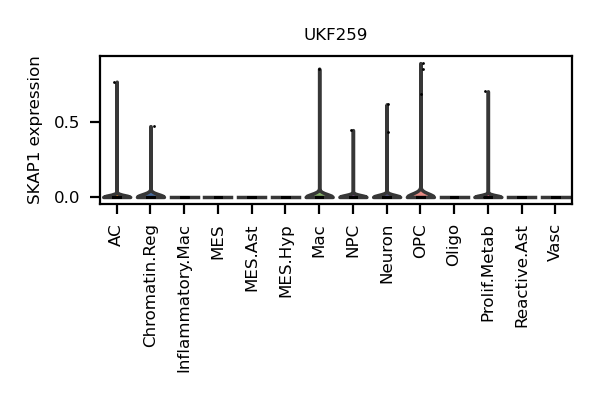 UKF259
SKAP1 expression
0.5
0.0
AC
Chromatin.Reg
Inflammatory.Mac
MES
MES.Ast
MES.Hyp
Mac
NPC
Neuron
OPC
Oligo
Prolif.Metab
Reactive.Ast
Vasc